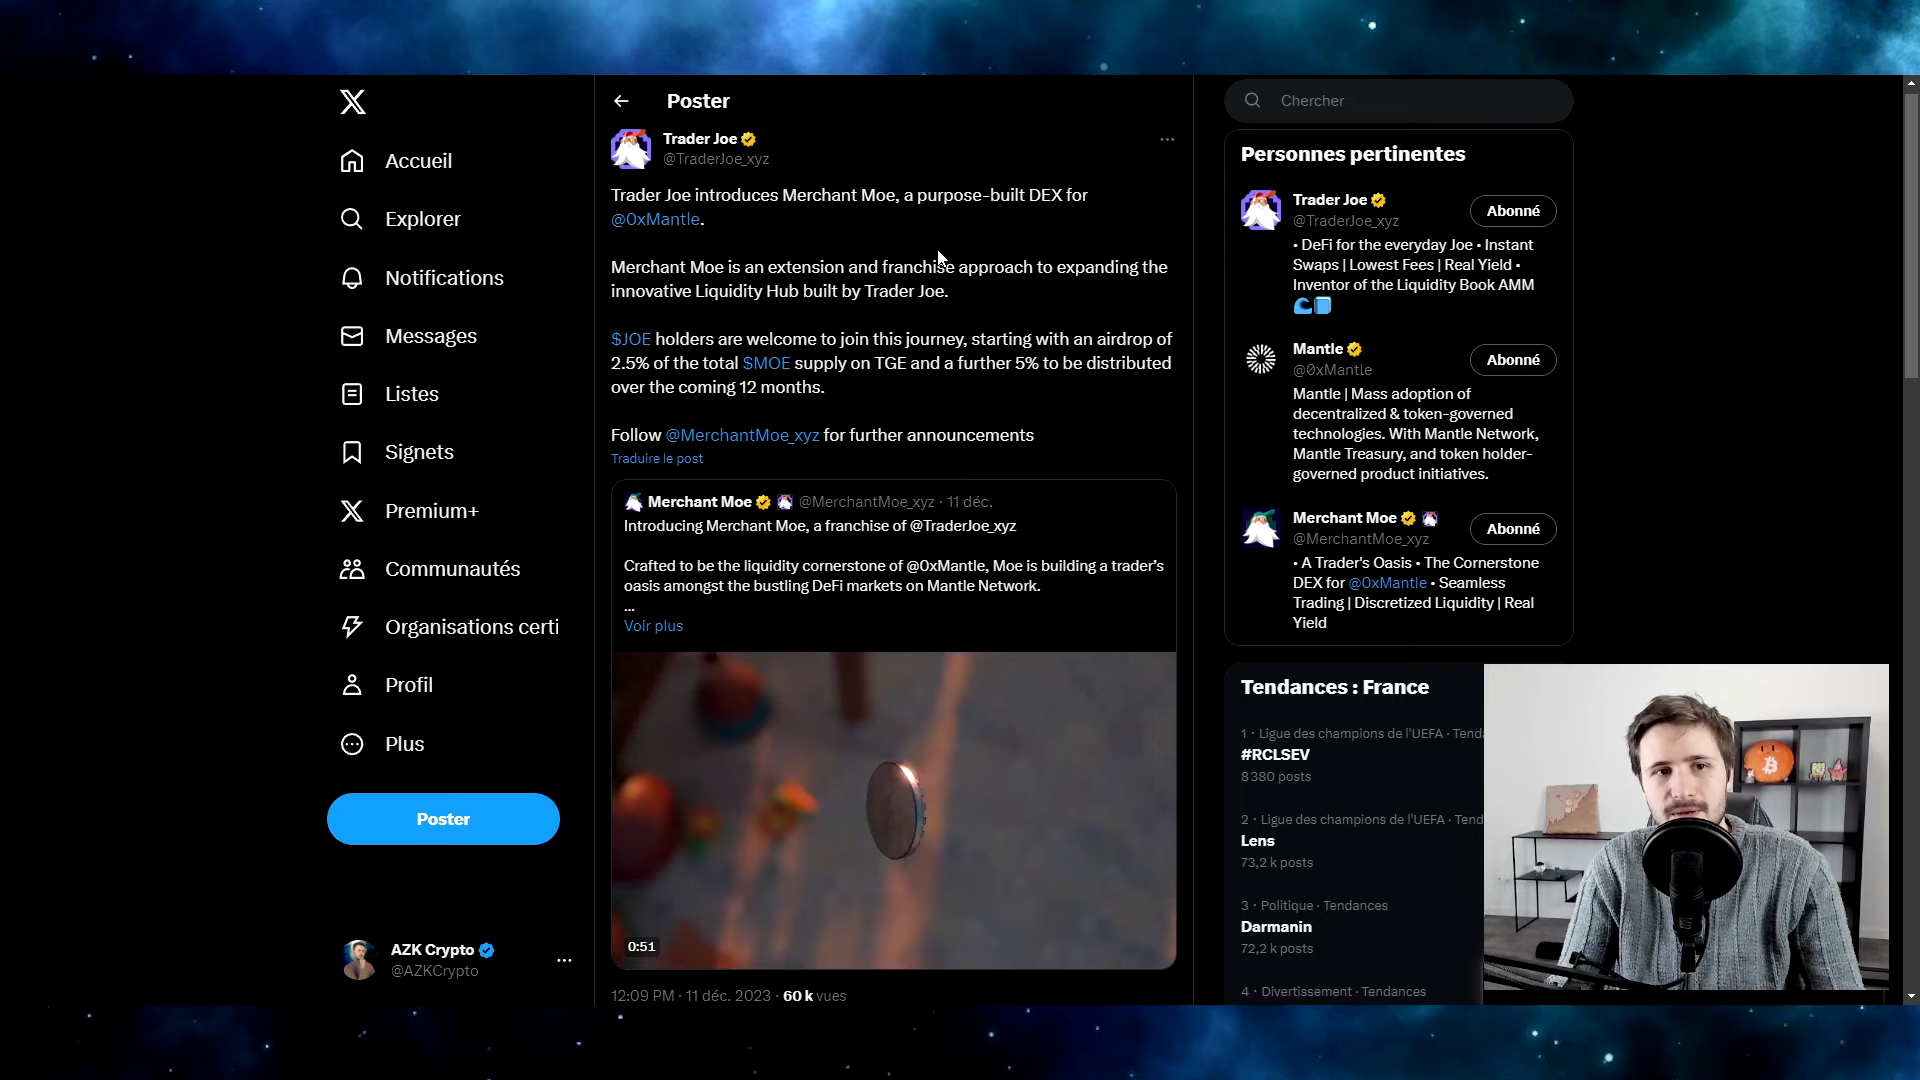 Accueil
Explorer
Notifications
Messages
Listes
Signets
Premium+
Communautés
Organisations certi
Profil
Plus
Poster
AZK Crypto
@AZKCrypto
Poster
Trader Joe
@TraderJoe_xyz
Trader Joe introduces Merchant Moe, a purpose-built DEX for
@0xMantle.
Merchant Moe is an extension and franchise approach to expanding the
innovative Liquidity Hub built by Trader Joe.
$JOE holders are welcome to join this journey, starting with an airdrop of
2.5% of the total $MOE supply on TGE and a further 5% to be distributed
over the coming 12 months.
Follow @MerchantMoe_xyz for further announcements
Traduire le post
Merchant Moe @MerchantMoe_xyz · 11 déc.
Introducing Merchant Moe, a franchise of @TraderJoe_xyz
Crafted to be the liquidity cornerstone of @0xMantle, Moe is building a trader's
oasis amongst the bustling DeFi markets on Mantle Network.
...
Voir plus
0:51
12:09 PM · 11 déc. 2023 · 60 k vues
Chercher
Personnes pertinentes
Trader Joe
@TraderJoe_xyz
Abonné
• DeFi for the everyday Joe • Instant
Swaps | Lowest Fees | Real Yield •
Inventor of the Liquidity Book AMM
Mantle
@0xMantle
Abonné
Mantle | Mass adoption of
decentralized & token-governed
technologies. With Mantle Network,
Mantle Treasury, and token holder-
governed product initiatives.
Merchant Moe
@MerchantMoe_xyz
Abonné
• A Trader's Oasis • The Cornerstone
DEX for @0xMantle • Seamless
Trading | Discretized Liquidity | Real
Yield
Tendances : France
1 · Ligue des champions de l'UEFA · Tend
#RCLSEV
8 380 posts
2 · Ligue des champions de l'UEFA · Tend
Lens
73,2 k posts
3 · Politique · Tendances
Darmanin
72,2 k posts
4 · Divertissement · Tendances